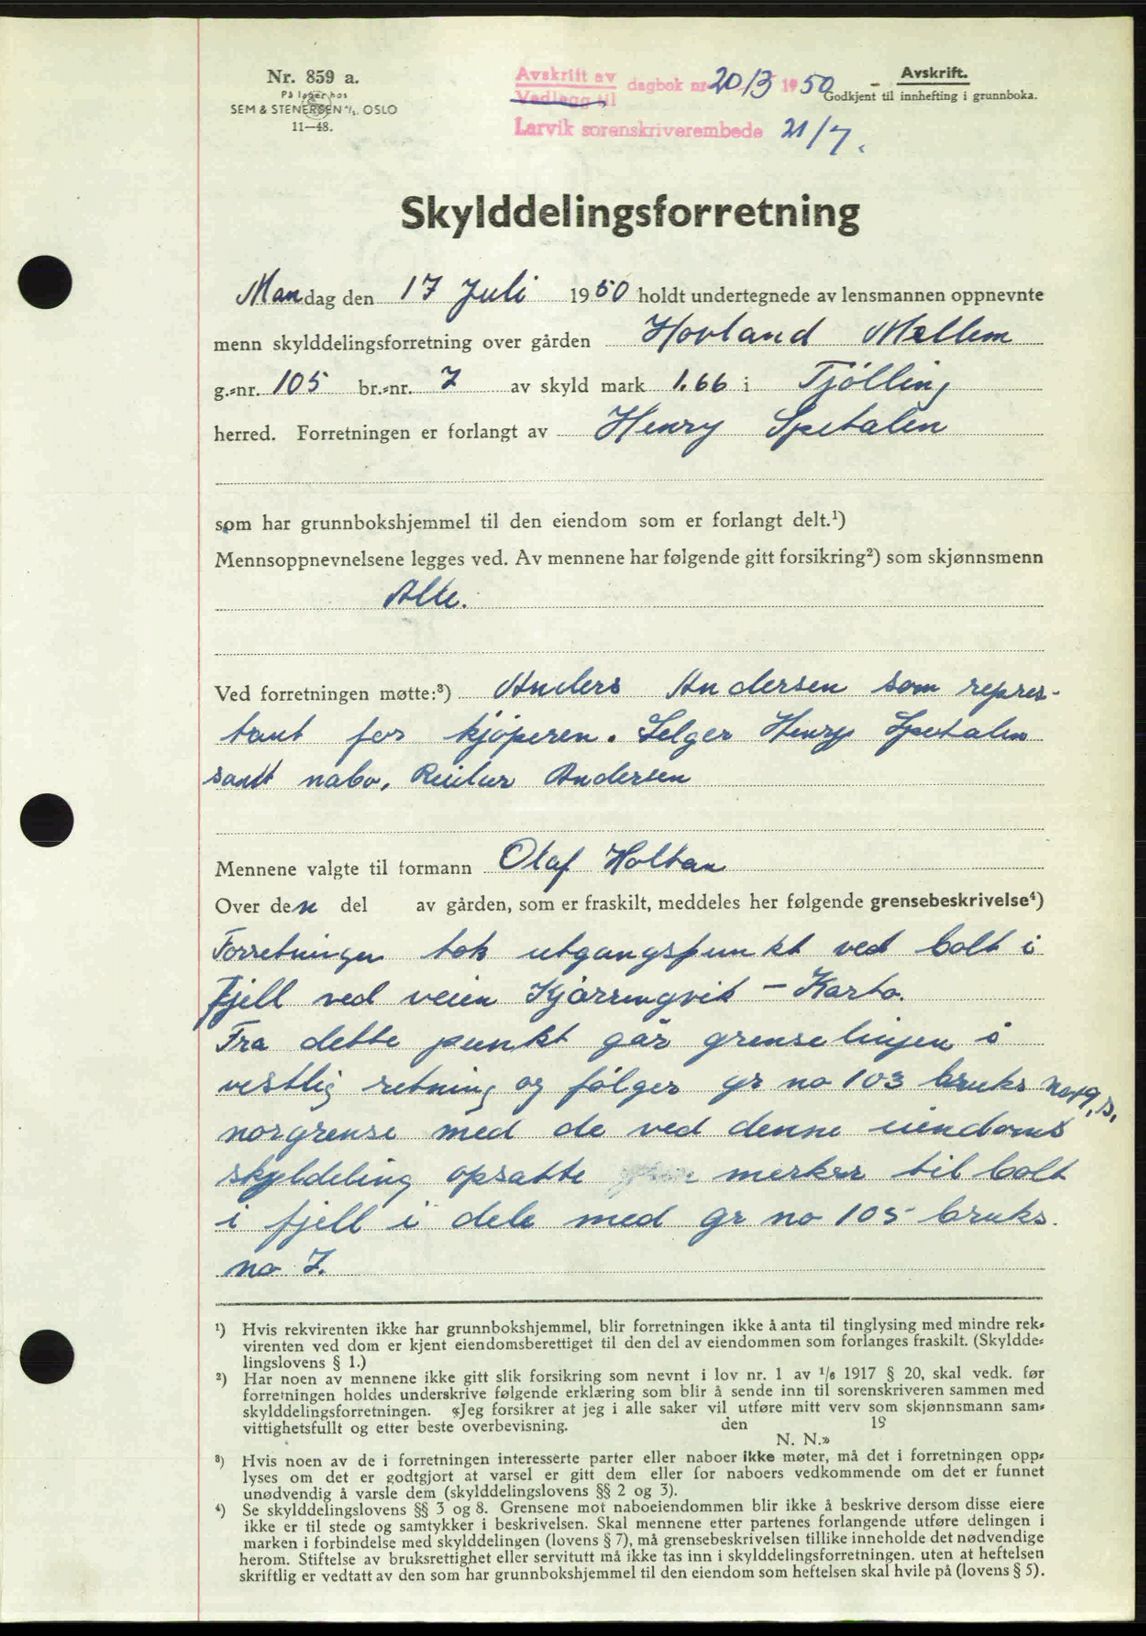 Nr. 859 a.
På lager hos
SEM & STENERSEN A/S. OSLO
11—48.
Avskrift av
Vedlegg til
dagbok nr 2013 1950
Larvik sorenskriverembede 21/7.
Avskrift.
Godkjent til innhefting i grunnboka.
Skylddelingsforretning
Mandag den 17 Juli 1950 holdt undertegnede av lensmannen oppnevnte
menn skylddelingsforretning over gården Hovland Mellem
g.-nr. 105 br.-nr. 7 av skyld mark 1.66 i Tjölling
herred. Forretningen er forlangt av Henry Spetalen
som har grunnbokshjemmel til den eiendom som er forlangt delt.¹)
Mennsoppnevnelsene legges ved. Av mennene har følgende gitt forsikring²) som skjønnsmenn
Alle.
Ved forretningen møtte:³) Anders Andersen som repres-
tant for kjöperen. Selger Henry Spetalen
samt nabo, Andersen
Mennene valgte til formann Olaf Holtan
Over den del av gården, som er fraskilt, meddeles her følgende grensebeskrivelse⁴)
Forretningen tok utgangspunkt ved bolt i
Fjell ved veien Kjörringvik – Karto.
Fra dette punkt går grenselinjen i
vestlig retning og fölger gr no 103 bruks no
norgrense med de ved denne eiendoms
skyldeling opsatte merker til bolt
i fjell i dele med gr no 105 bruks
no 7.
¹) Hvis rekvirenten ikke har grunnbokshjemmel, blir forretningen ikke å anta til tinglysing med mindre rek-
virenten ved dom er kjent eiendomsberettiget til den del av eiendommen som forlanges fraskilt. (Skyldde-
lingslovens § 1.)
²) Har noen av mennene ikke gitt slik forsikring som nevnt i lov nr. 1 av 1/6 1917 § 20, skal vedk. før
forretningen holdes underskrive følgende erklæring som blir å sende inn til sorenskriveren sammen med
skylddelingsforretningen. «Jeg forsikrer at jeg i alle saker vil utføre mitt verv som skjønnsmann sam-
vittighetsfullt og etter beste overbevisning. den 19
N. N.»
³) Hvis noen av de i forretningen interesserte parter eller naboer ikke møter, må det i forretningen opp-
lyses om det er godtgjort at varsel er gitt dem eller for naboers vedkommende om det er funnet
unødvendig å varsle dem (skylddelingslovens §§ 2 og 3).
⁴) Se skylddelingslovens §§ 3 og 8. Grensene mot naboeiendommen blir ikke å beskrive dersom disse eiere
ikke er til stede og samtykker i beskrivelsen. Skal mennene etter partenes forlangende utføre delingen i
marken i forbindelse med skylddelingen (lovens § 7), må grensebeskrivelsen tillike inneholde det nødvendige
herom. Stiftelse av bruksrettighet eller servitutt må ikke tas inn i skylddelingsforretningen. uten at heftelsen
skriftlig er vedtatt av den som har grunnbokshjemmel til den eiendom som heftelsen skal hvile på (lovens § 5).